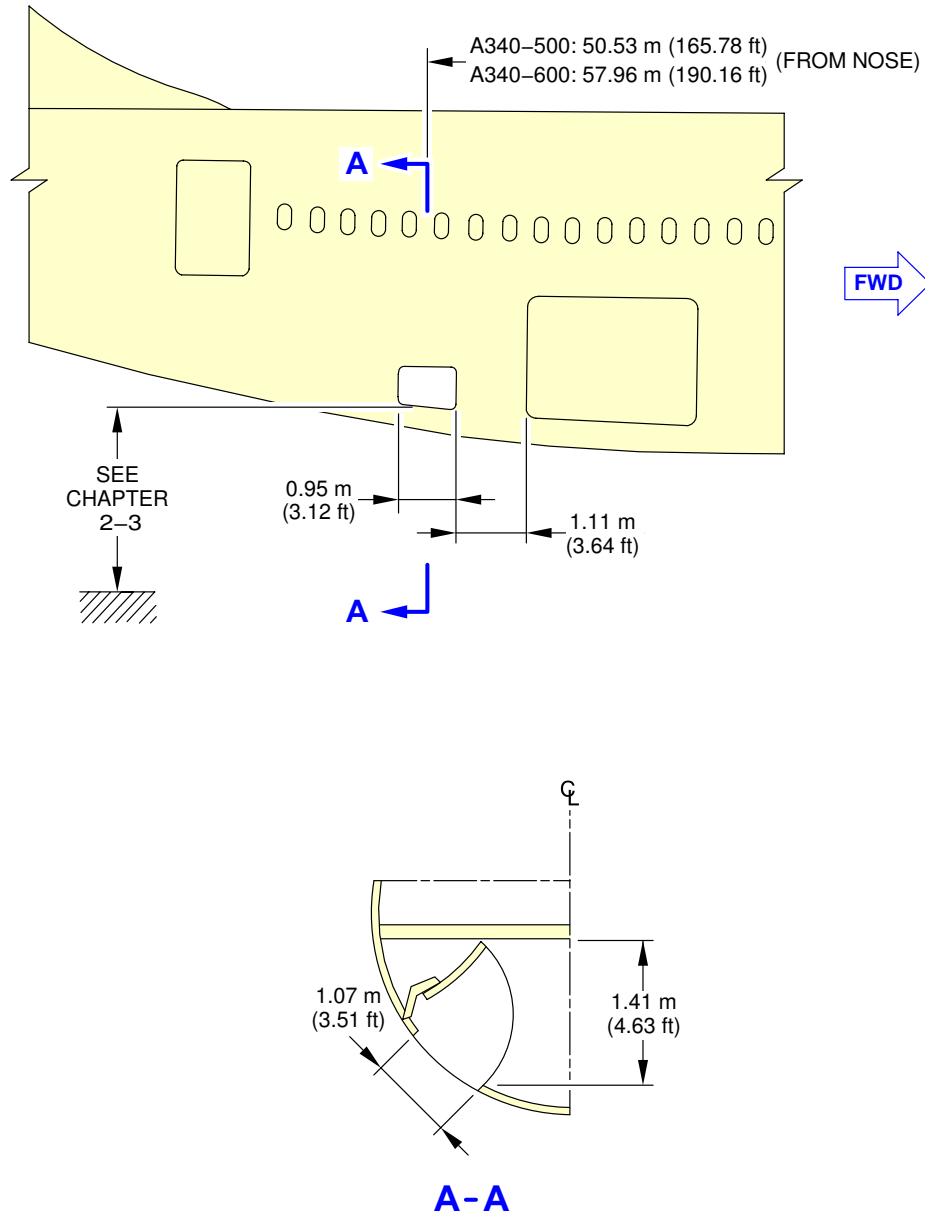 A340−500: 50.53 m (165.78 ft)
A340−600: 57.96 m (190.16 ft)
(FROM NOSE)
A
FWD
SEE
CHAPTER
2−3
0.95 m
(3.12 ft)
1.11 m
(3.64 ft)
A
CL
1.07 m
(3.51 ft)
1.41 m
(4.63 ft)
A−A